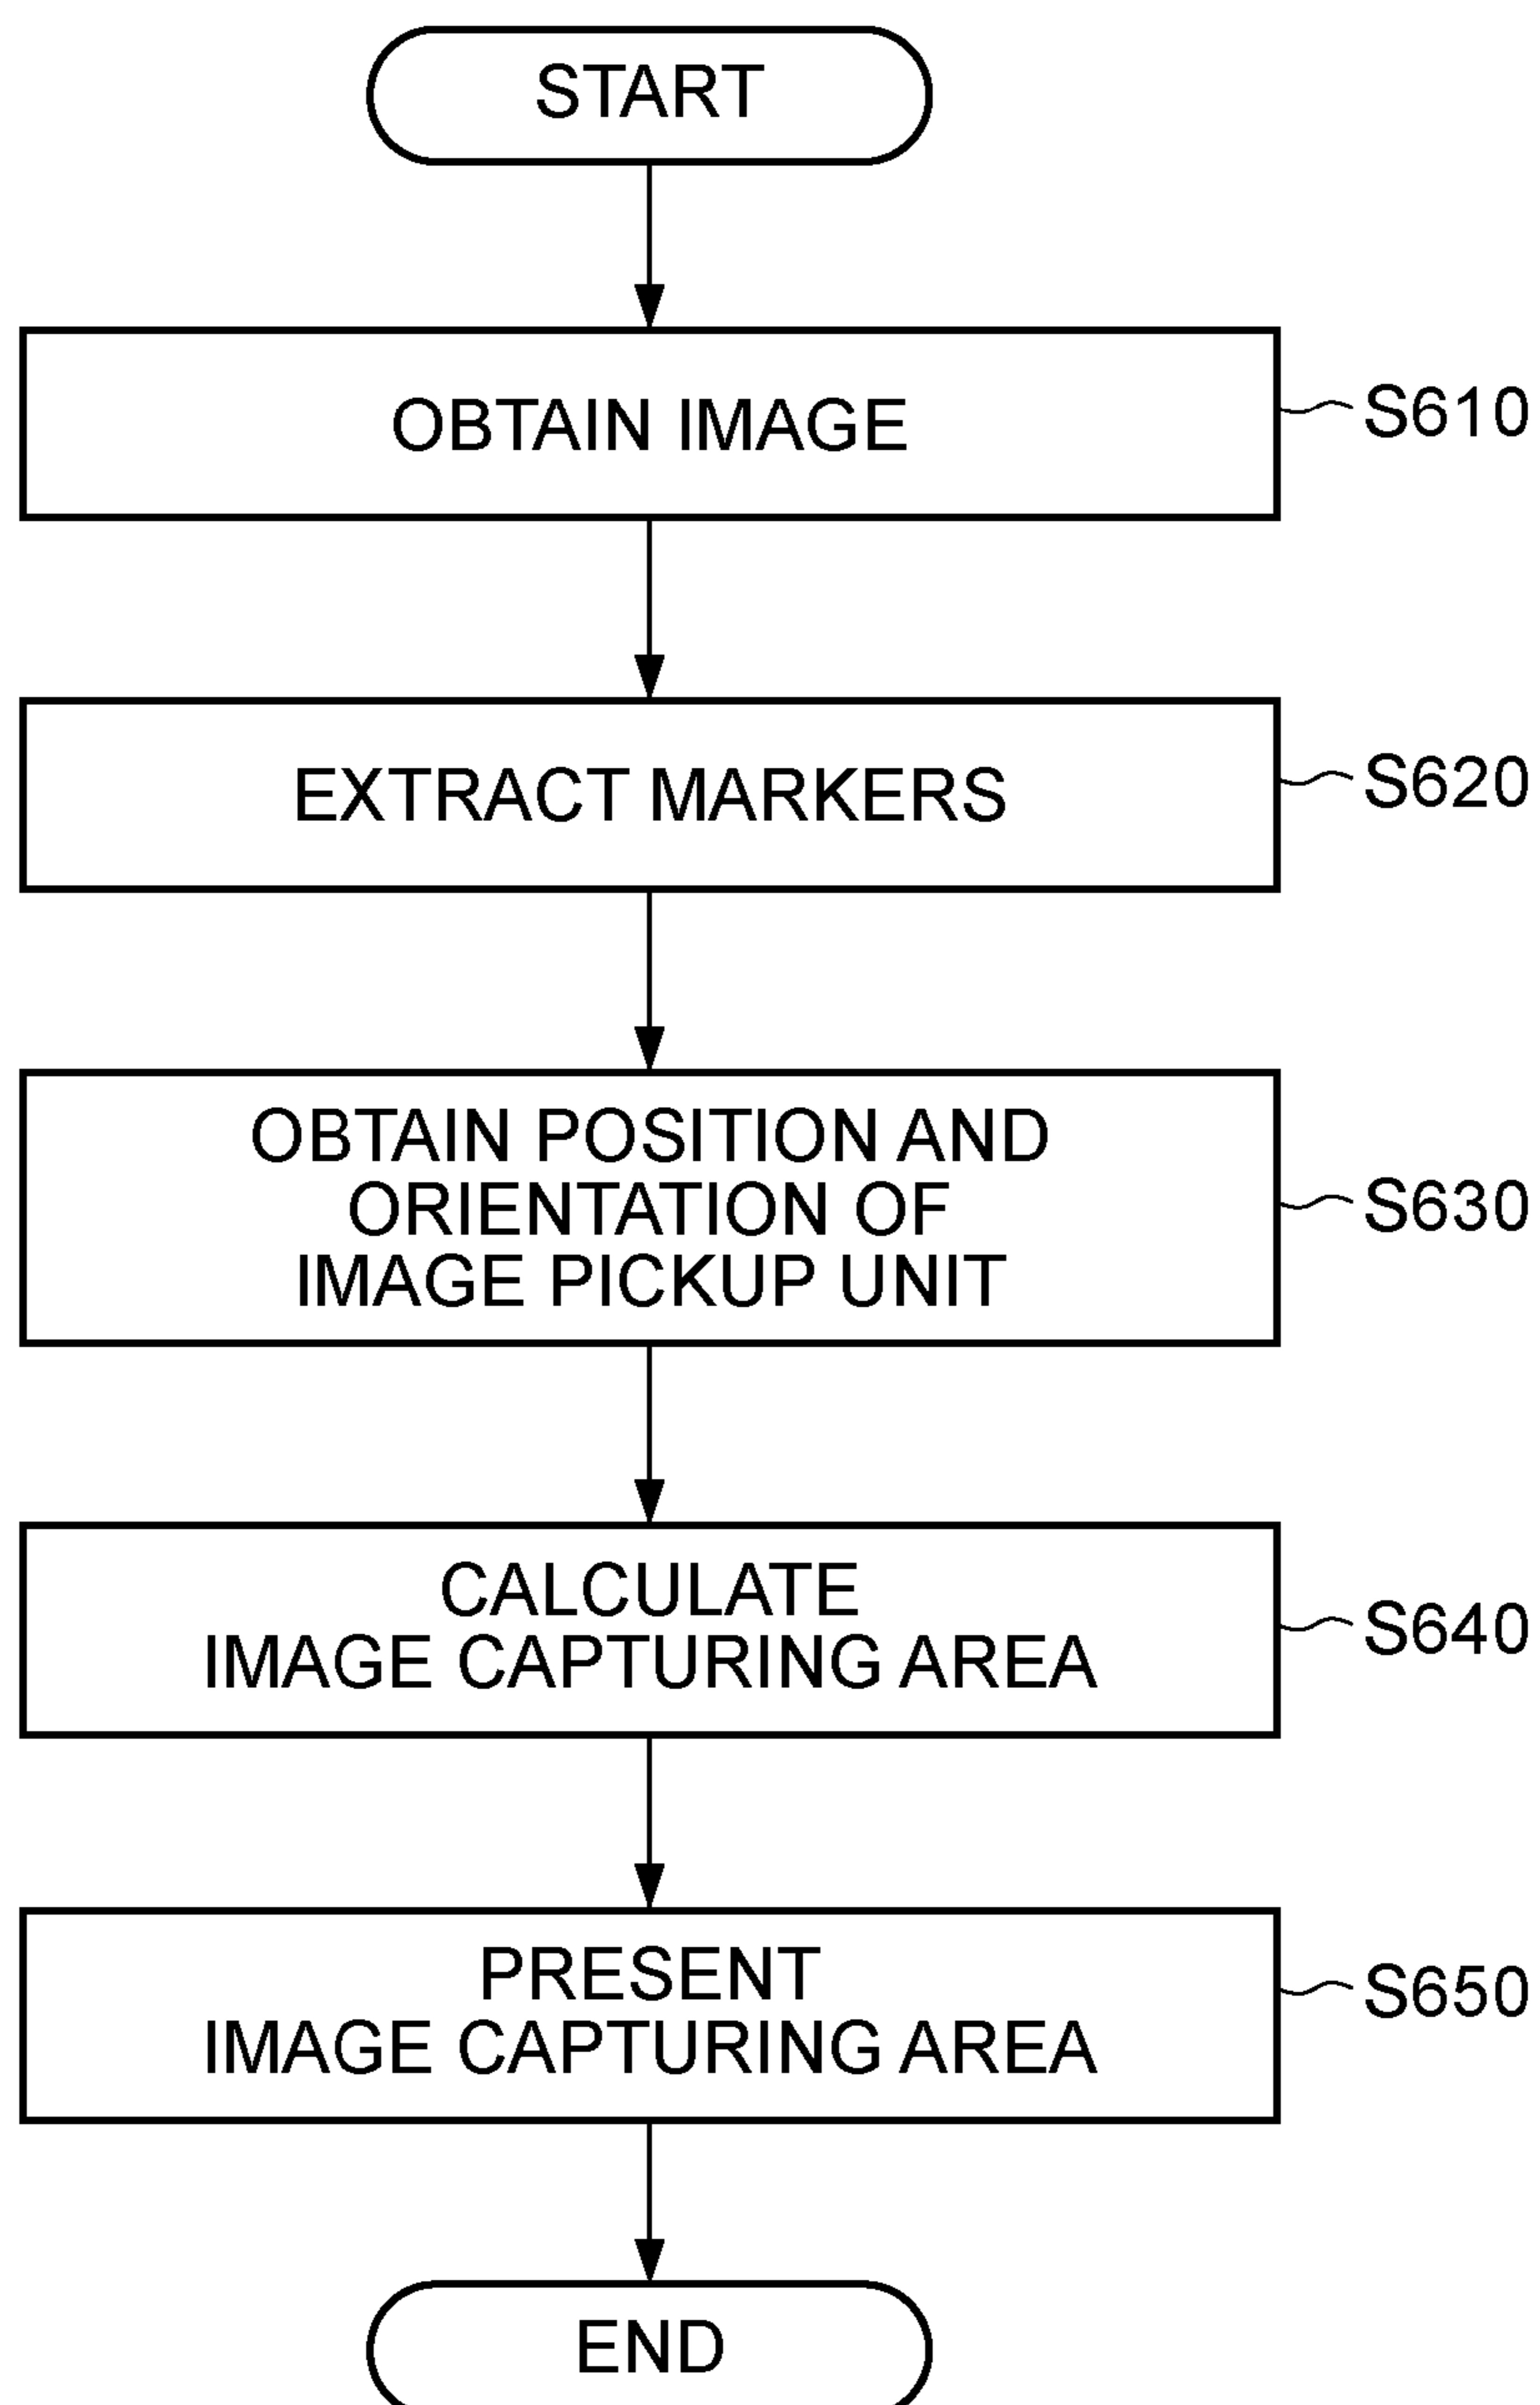 START
OBTAIN IMAGE
S610
EXTRACT MARKERS
S620
OBTAIN POSITION AND
ORIENTATION OF
IMAGE PICKUP UNIT
S630
CALCULATE
IMAGE CAPTURING AREA
S640
PRESENT
IMAGE CAPTURING AREA
S650
END